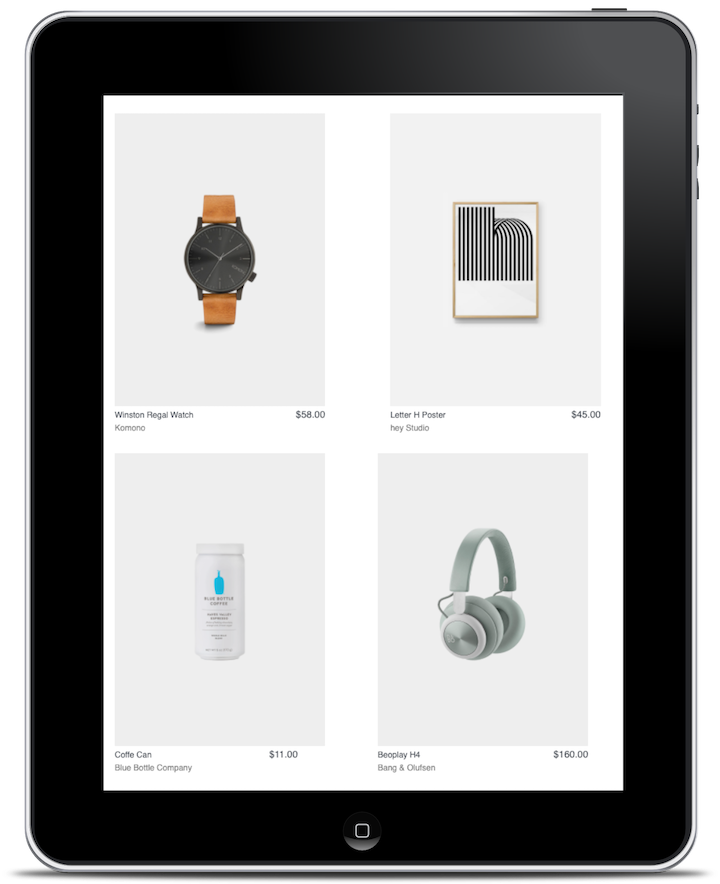 Winston Regal Watch $58.00
Komono
Letter H Poster $45.00
hey Studio
BLUE BOTTLE
COFFEE
Coffe Can $11.00
Blue Bottle Company
Beoplay H4 $160.00
Bang & Olufsen